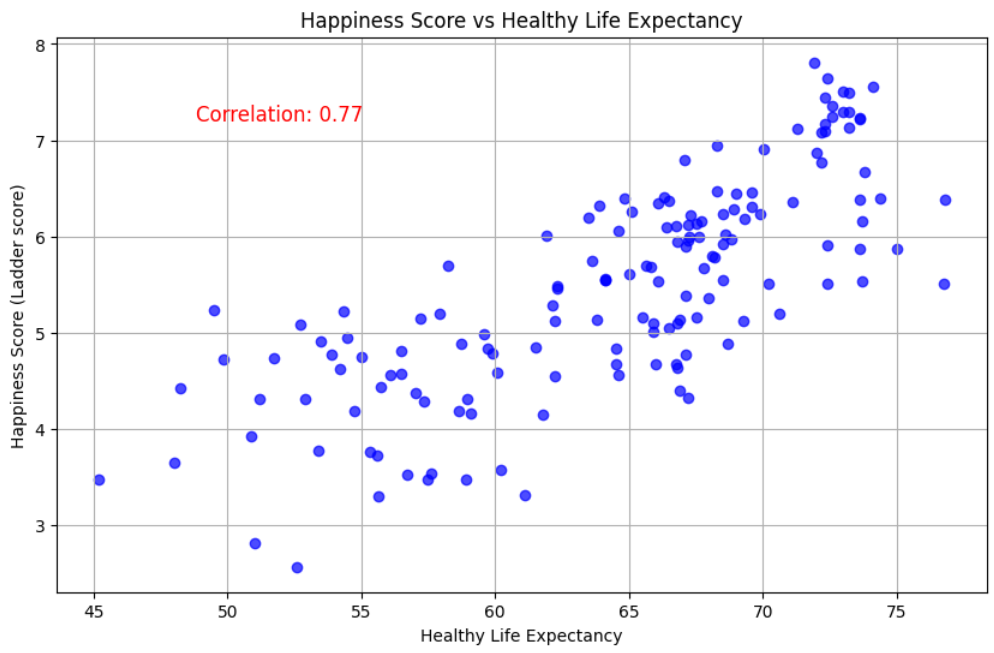 Happiness Score vs Healthy Life Expectancy
Correlation: 0.77
Happiness Score (Ladder score)
8
7
6
5
4
3
45 50 55 60 65 70 75
Healthy Life Expectancy